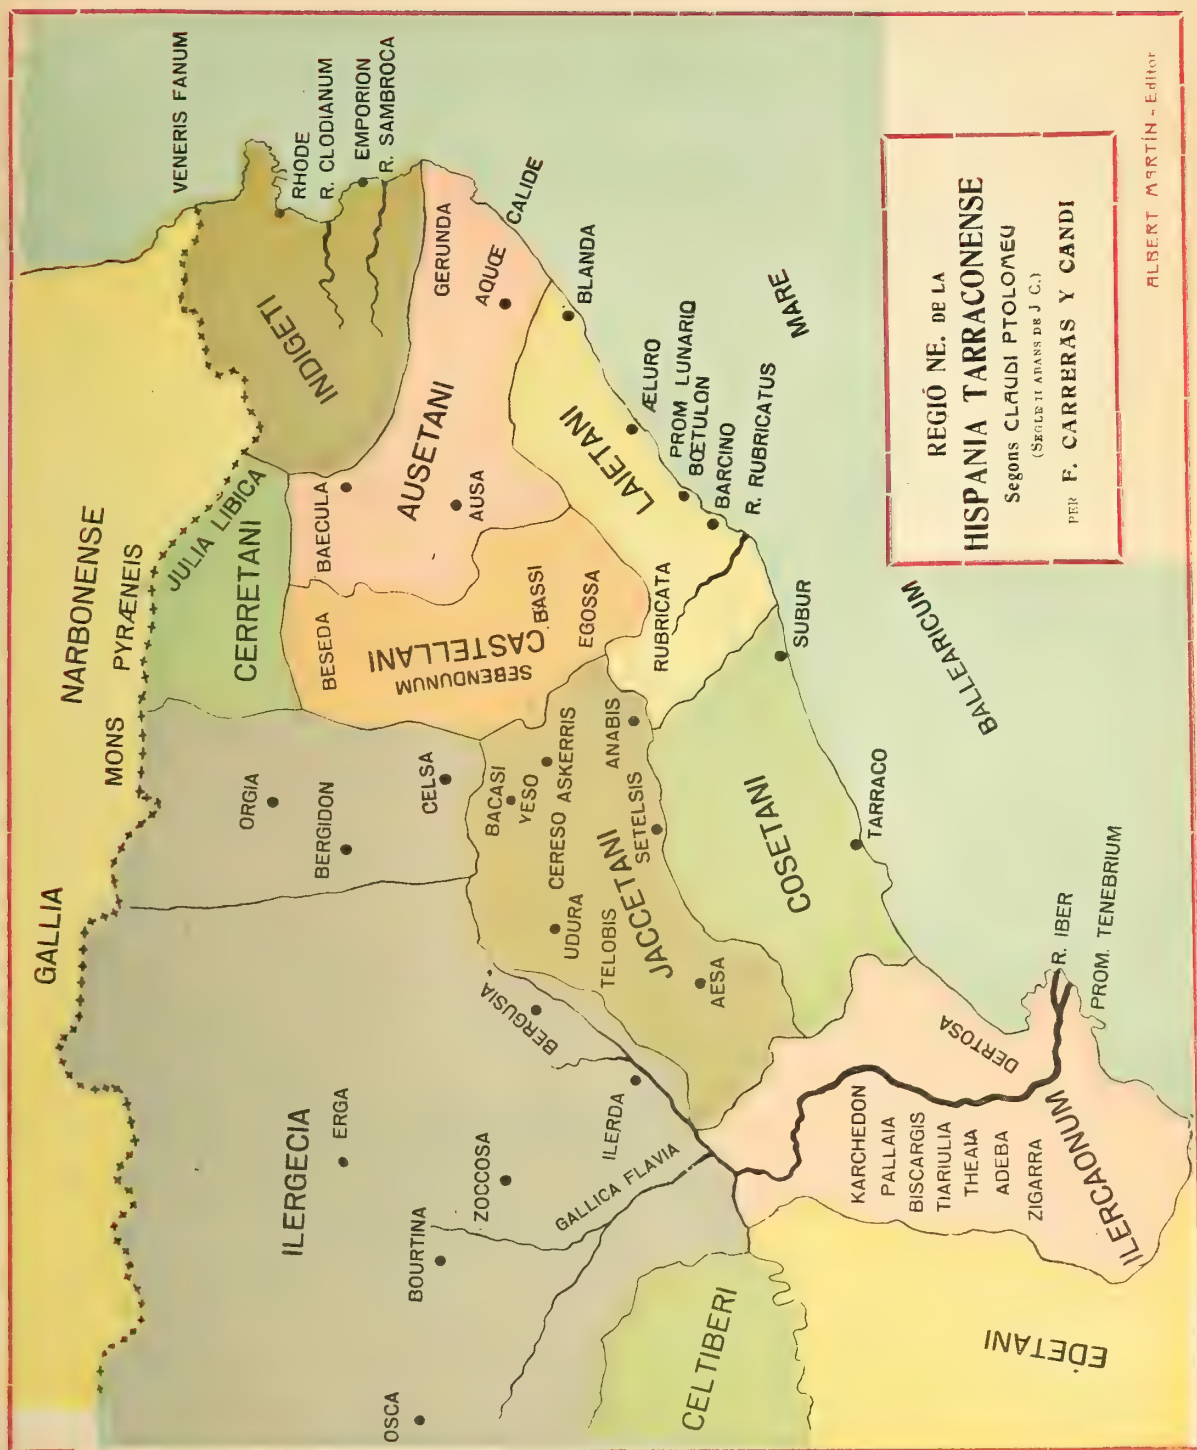 REGIÓ NE. DE LA
HISPANIA TARRACONENSE
Segons CLAUDI PTOLOMEU
(SEGLE II ABANS DE J C.)
PER F. CARRERAS Y CANDI
ALBERT MARTÍN - Editor
GALLIA
NARBONENSE
MONS
PYRÆNEIS
VENERIS FANUM
RHODE
R. CLODIANUM
EMPORION
R. SAMBROCA
INDIGETI
JULIA LIBICA
CERRETANI
GERUNDA
AQUŒ
CALIDE
BAECULA
AUSETANI
AUSA
BLANDA
ORGIA
BERGIDON
CELSA
BESEDA
CASTELLANI
SEBENDUNUM
BASSI
EGOSSA
LAIETANI
ÆLURO
PROM LUNARIO
BŒTULON
BARCINO
R. RUBRICATUS
RUBRICATA
MARE
BALLEARICUM
SUBUR
ILERGECIA
ERGA
ZOCCOSA
BOURTINA
OSCA
BERGUSIA
ILERDA
GALLICA FLAVIA
BACASI
YESO
ASKERRIS
CERESO
UDURA
TELOBIS
SETELSIS
ANABIS
JACCETANI
AESA
COSETANI
TARRACO
CELTIBERI
KARCHEDON
PALLAIA
BISCARGIS
TIARIULIA
THEAIA
ADEBA
ZIGARRA
ILERCAONUM
DERTOSA
R. IBER
PROM. TENEBRIUM
EDETANI